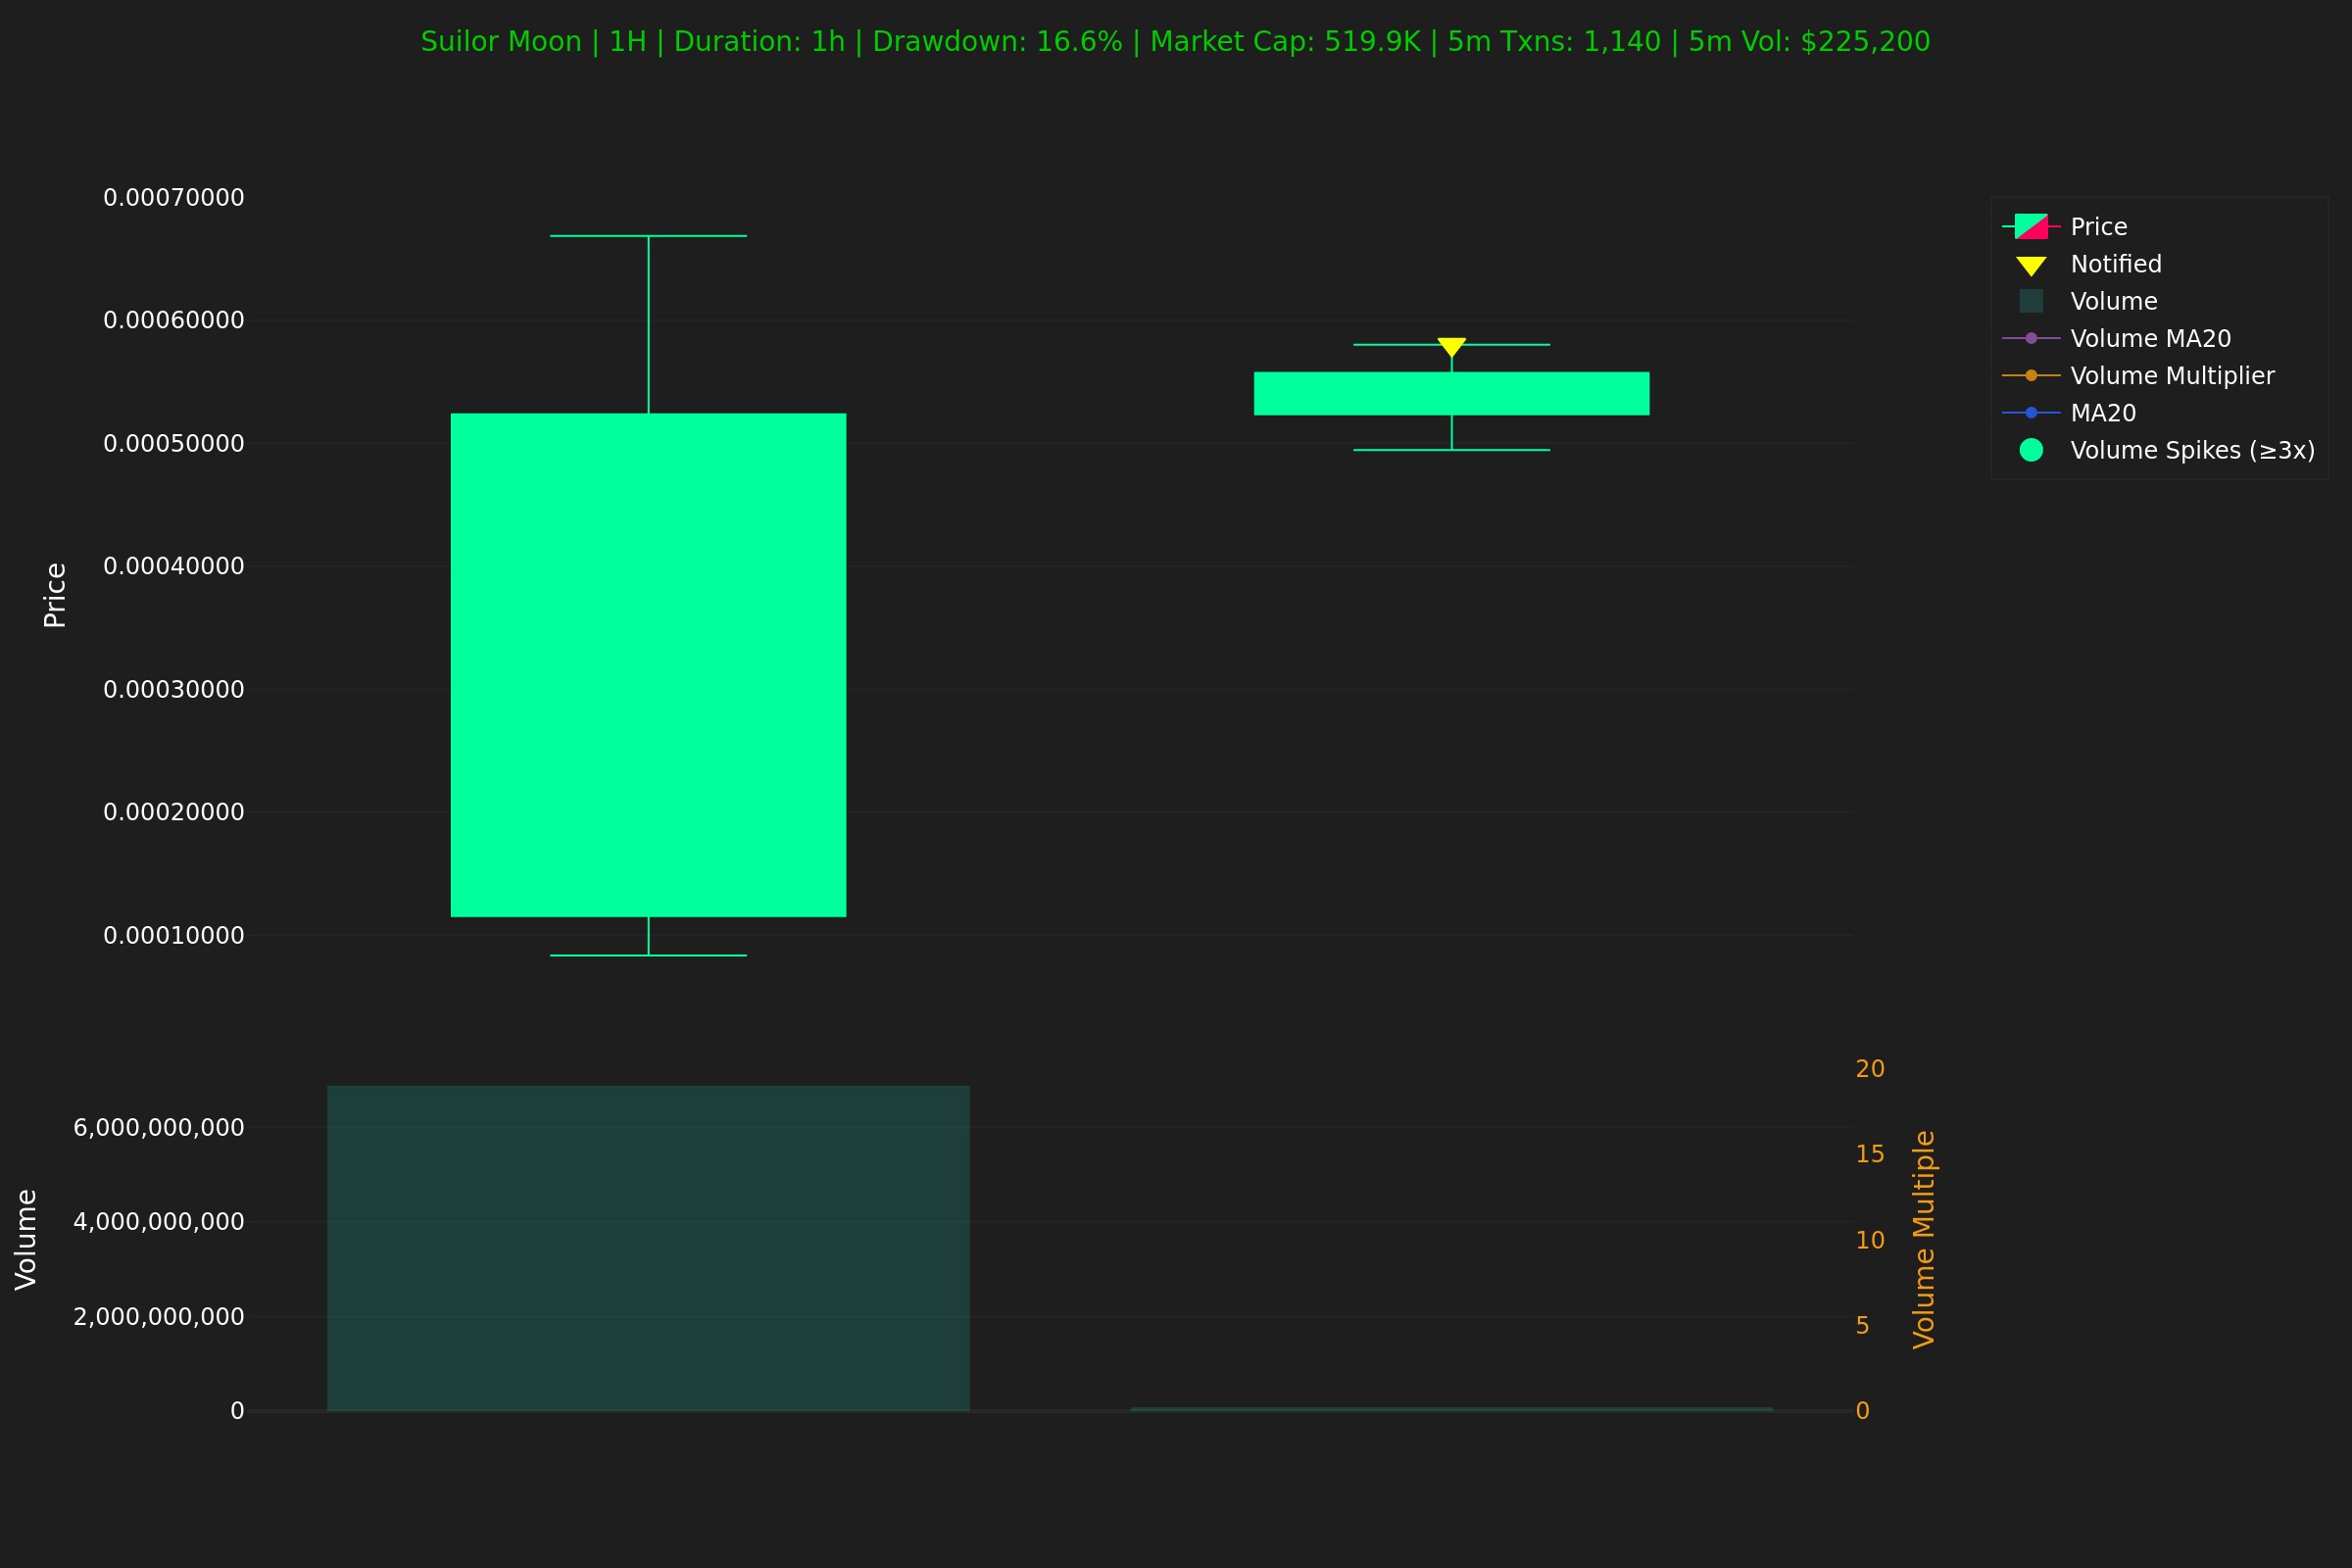 Suilor Moon | 1H | Duration: 1h | Drawdown: 16.6% | Market Cap: 519.9K | 5m Txns: 1,140 | 5m Vol: $225,200
0.00070000
0.00060000
0.00050000
0.00040000
0.00030000
0.00020000
0.00010000
Price
Price
Notified
Volume
Volume MA20
Volume Multiplier
MA20
Volume Spikes (≥3x)
6,000,000,000
4,000,000,000
2,000,000,000
0
Volume
20
15
10
5
0
Volume Multiple